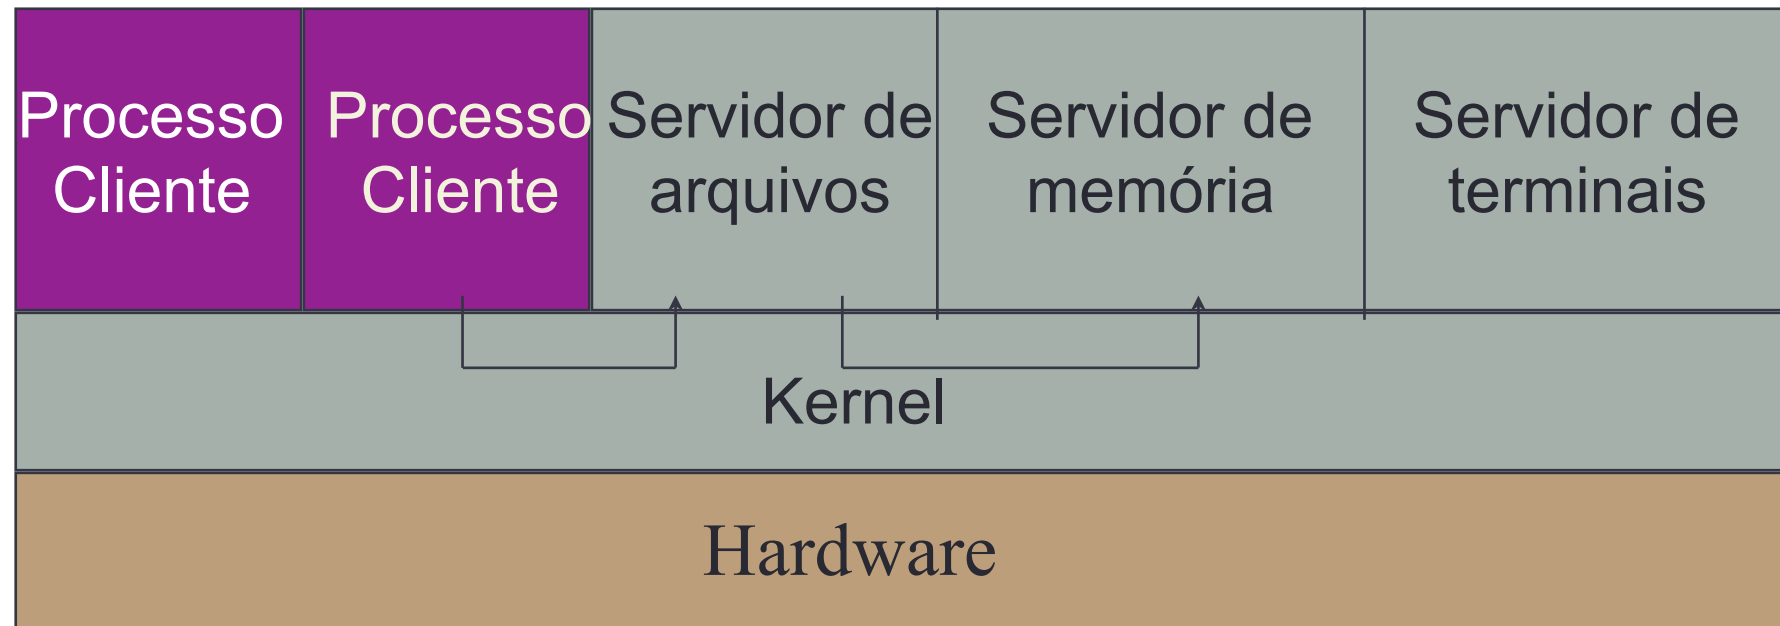 Processo
Cliente
Processo
Cliente
Servidor de
arquivos
Servidor de
memória
Servidor de
terminais
Kernel
Hardware